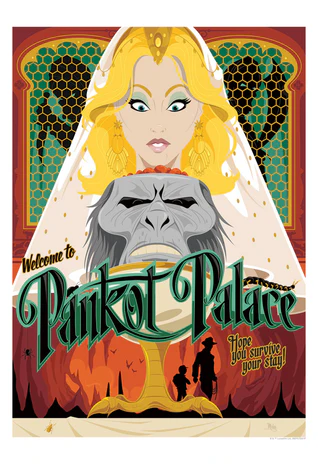 Welcome to
Pankot Palace
Hope
you survive
your stay!